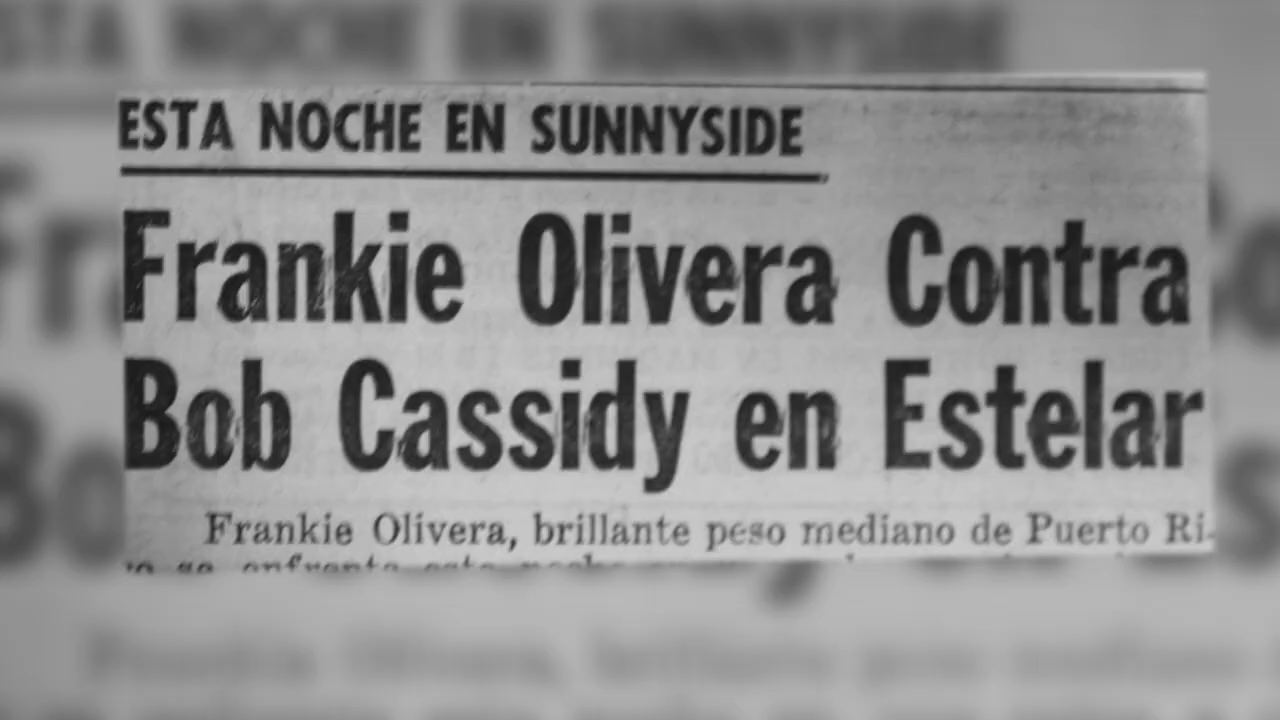 ESTA NOCHE EN SUNNYSIDE
Frankie Olivera Contra
Bob Cassidy en Estelar
Frankie Olivera, brillante peso mediano de Puerto Ri-